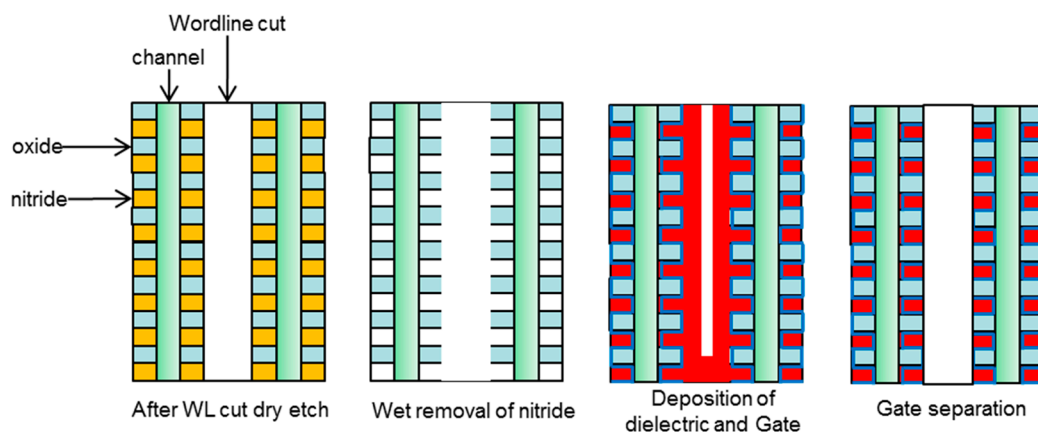 Wordline cut
channel
oxide
nitride
After WL cut dry etch
Wet removal of nitride
Deposition of
dielectric and Gate
Gate separation